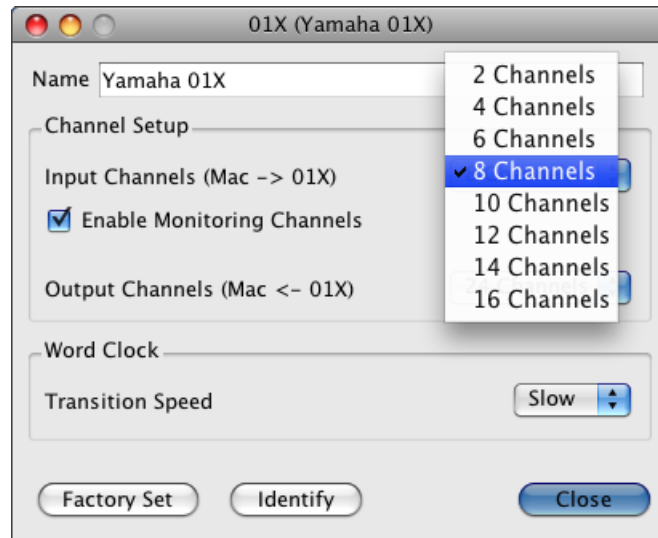 01X (Yamaha 01X)
Name Yamaha 01X
Channel Setup
Input Channels (Mac -> 01X)
2 Channels
4 Channels
6 Channels
✓ 8 Channels
10 Channels
12 Channels
14 Channels
16 Channels
Enable Monitoring Channels
Output Channels (Mac <- 01X)
24 Channels
Word Clock
Transition Speed
Slow
Factory Set
Identify
Close